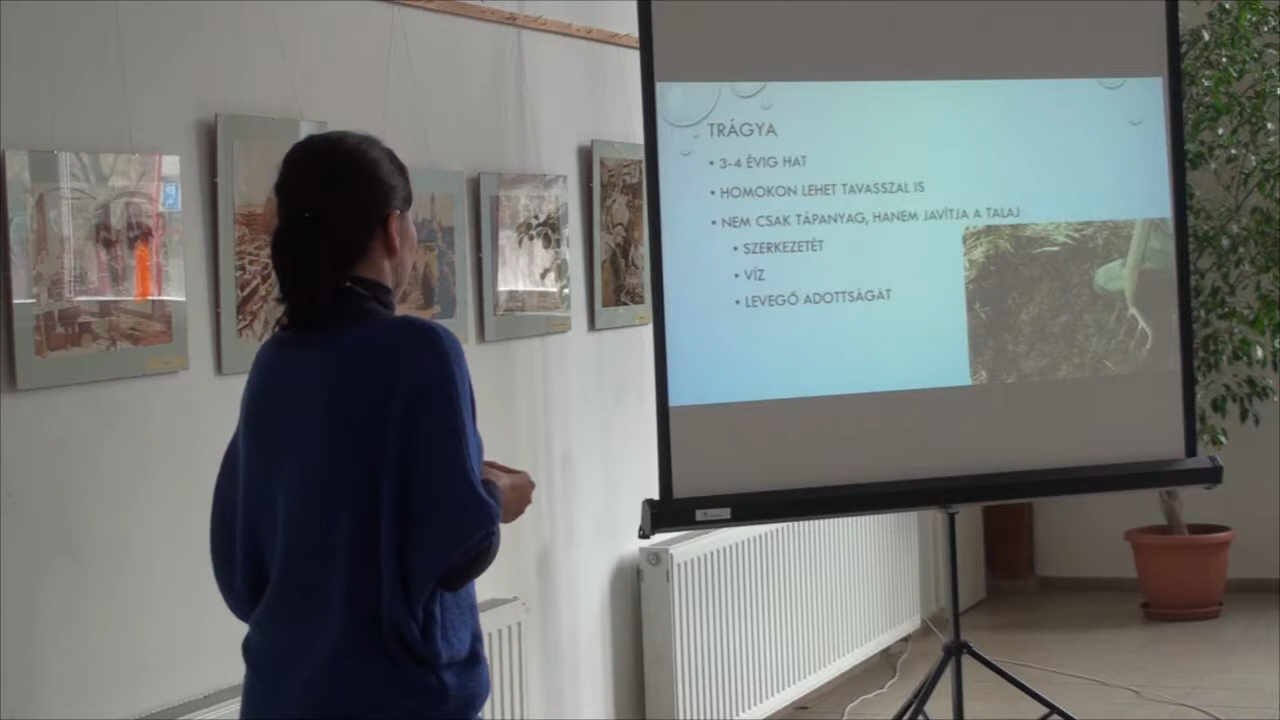 TRÁGYA
• 3-4 ÉVIG HAT
• HOMOKON LEHET TAVASSZAL IS
• NEM CSAK TÁPANYAG, HANEM JAVÍTJA A TALAJ
• SZERKEZETÉT
• VÍZ
• LEVEGŐ ADOTTSÁGÁT